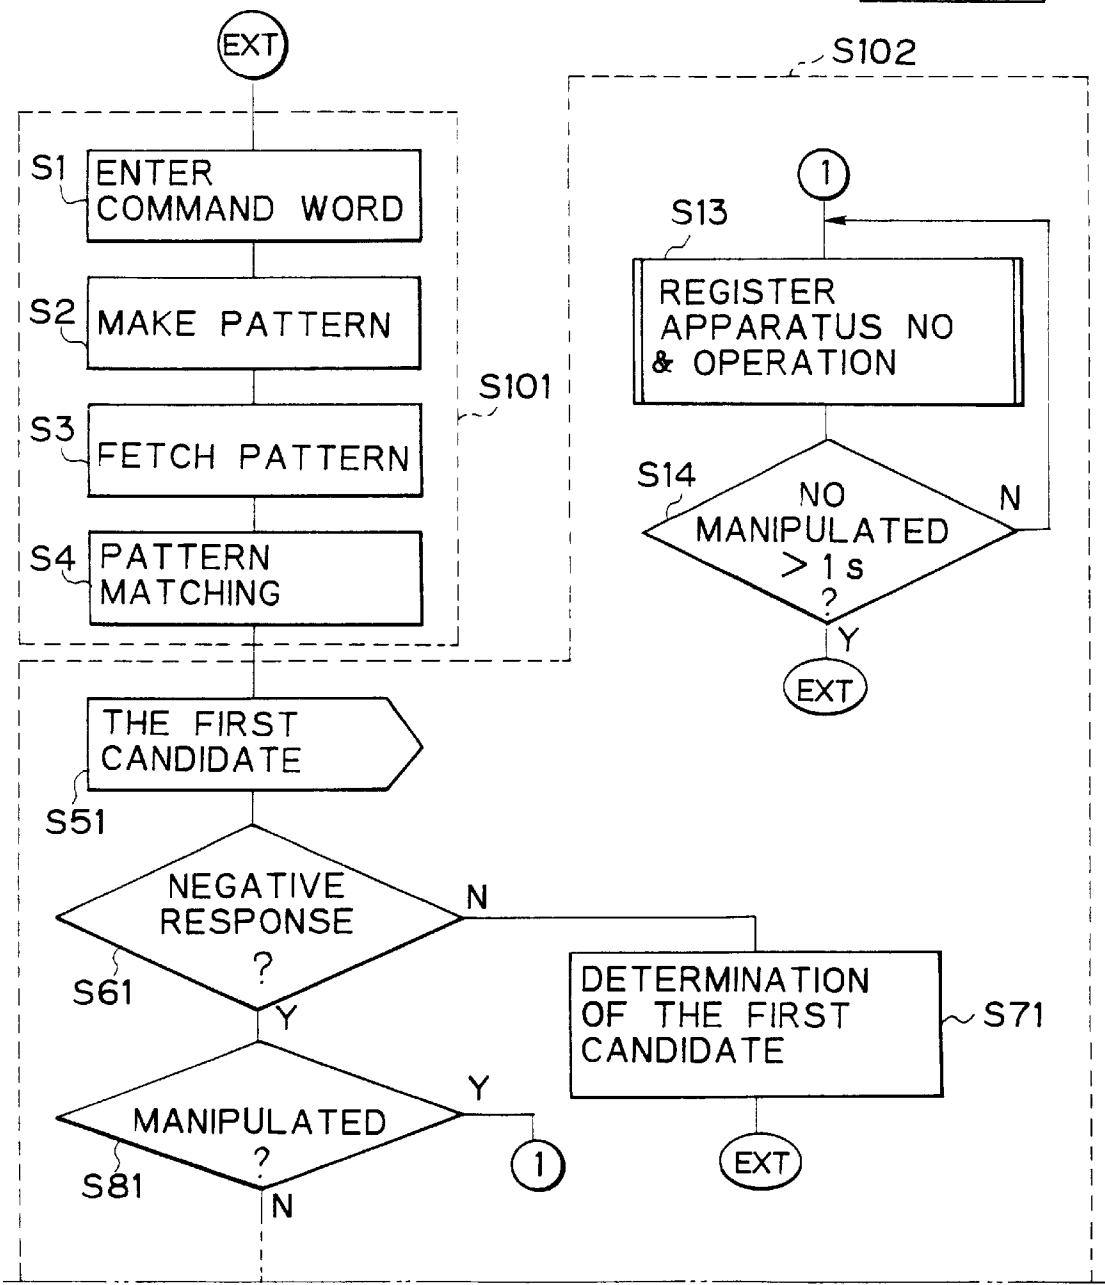 EXT
S1
ENTER
COMMAND WORD
S2
MAKE PATTERN
S3
FETCH PATTERN
S4
PATTERN
MATCHING
S101
THE FIRST
CANDIDATE
S51
NEGATIVE
RESPONSE
?
S61
N
Y
DETERMINATION
OF THE FIRST
CANDIDATE
S71
EXT
MANIPULATED
?
S81
Y
1
N
S102
1
S13
REGISTER
APPARATUS NO
& OPERATION
S14
NO
MANIPULATED
> 1 s
?
N
Y
EXT